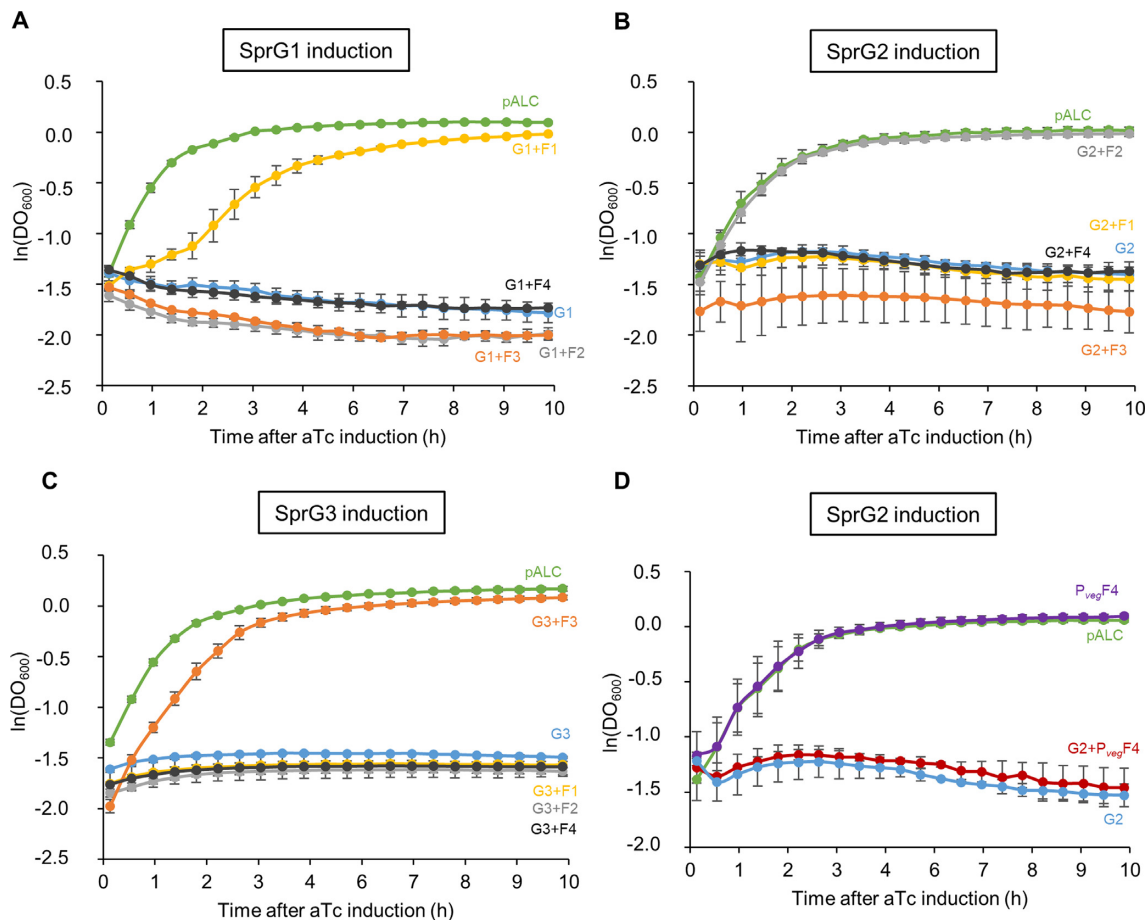 A
SprG1 induction
ln(DO600)
0.5
0.0
-0.5
-1.0
-1.5
-2.0
-2.5
pALC
G1+F1
G1+F4
G1
G1+F3
G1+F2
0 1 2 3 4 5 6 7 8 9 10
Time after aTc induction (h)
B
SprG2 induction
ln(DO600)
0.5
0.0
-0.5
-1.0
-1.5
-2.0
-2.5
pALC
G2+F2
G2+F1
G2+F4
G2
G2+F3
0 1 2 3 4 5 6 7 8 9 10
Time after aTc induction (h)
C
SprG3 induction
ln(DO600)
0.5
0.0
-0.5
-1.0
-1.5
-2.0
-2.5
pALC
G3+F3
G3
G3+F1
G3+F2
G3+F4
0 1 2 3 4 5 6 7 8 9 10
Time after aTc induction (h)
D
SprG2 induction
ln(DO600)
0.5
0.0
-0.5
-1.0
-1.5
-2.0
PvegF4
pALC
G2+PvegF4
G2
0 1 2 3 4 5 6 7 8 9 10
Time after aTc induction (h)